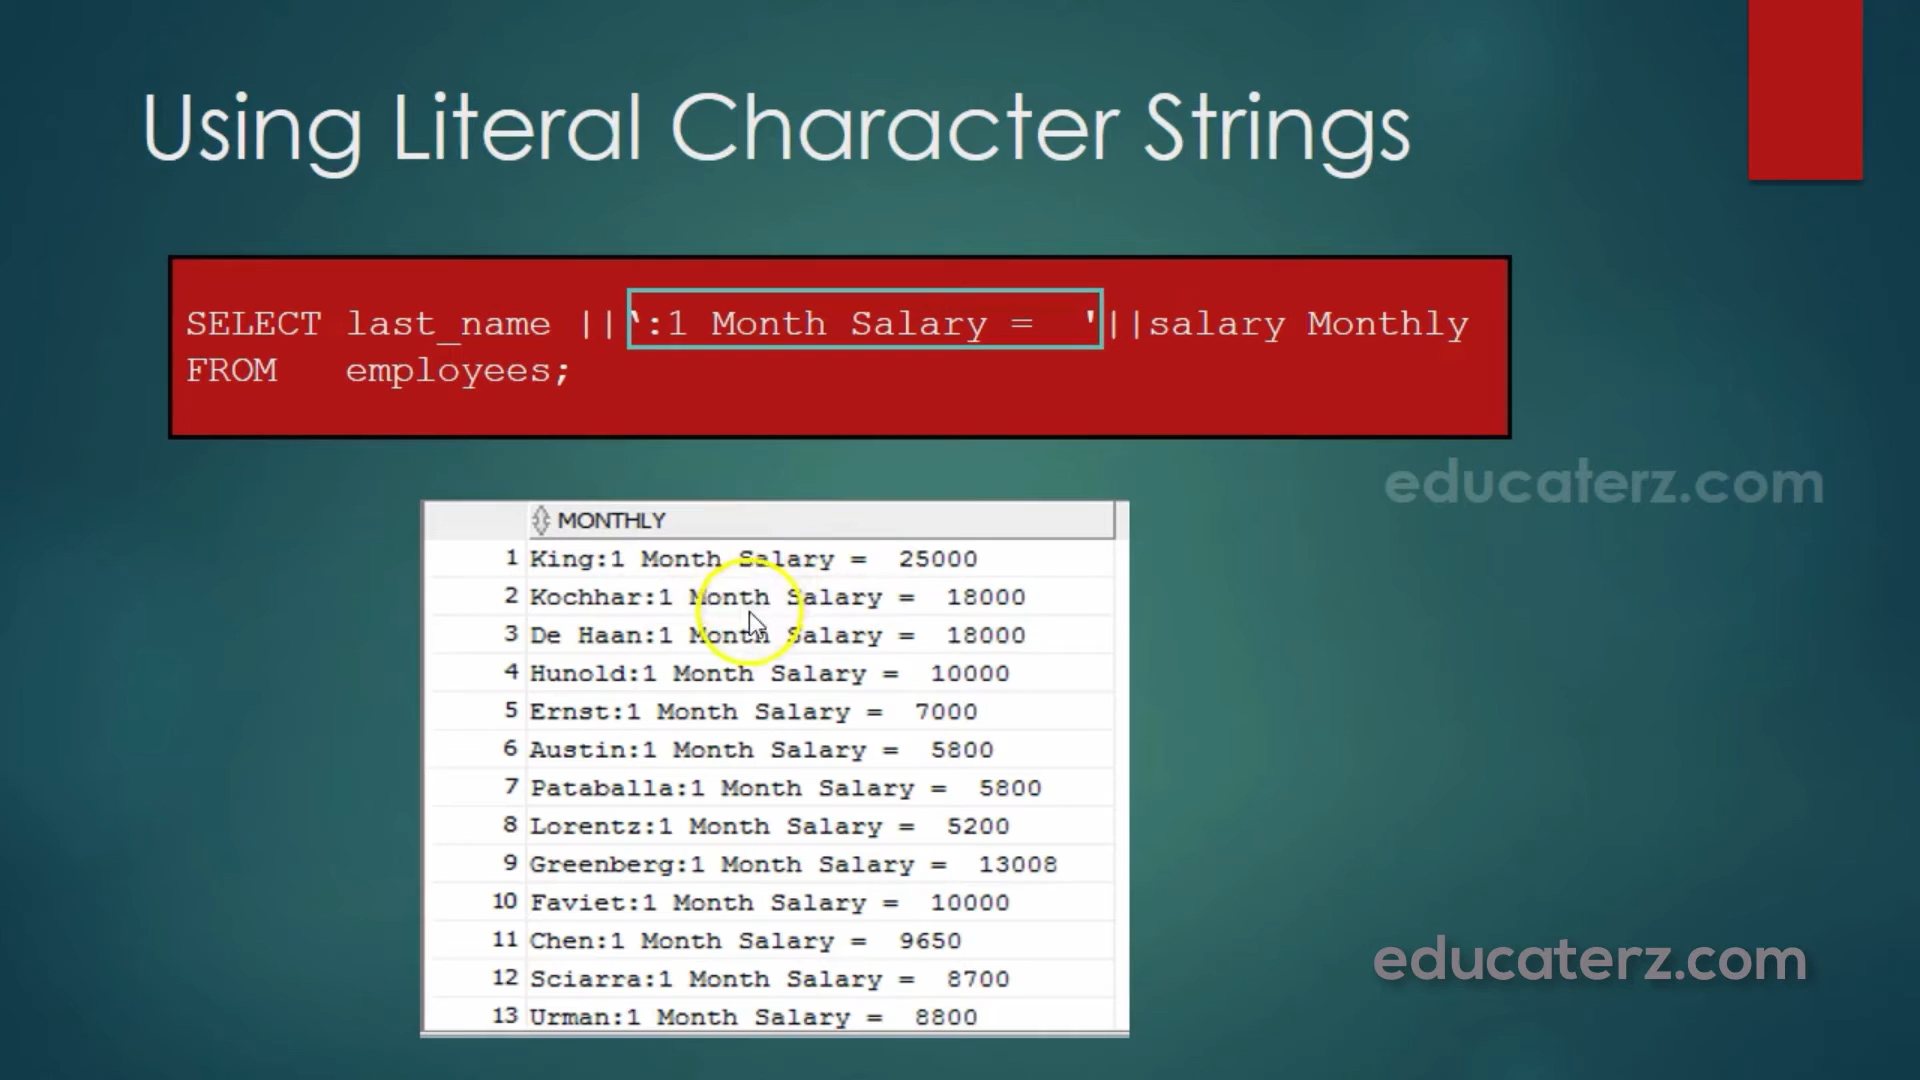 Using Literal Character Strings
SELECT last_name ||‘:1 Month Salary =  '||salary Monthly
FROM   employees;
educaterz.com
MONTHLY
1 King:1 Month Salary =  25000
2 Kochhar:1 Month Salary =  18000
3 De Haan:1 Month Salary =  18000
4 Hunold:1 Month Salary =  10000
5 Ernst:1 Month Salary =  7000
6 Austin:1 Month Salary =  5800
7 Pataballa:1 Month Salary =  5800
8 Lorentz:1 Month Salary =  5200
9 Greenberg:1 Month Salary =  13008
10 Faviet:1 Month Salary =  10000
11 Chen:1 Month Salary =  9650
12 Sciarra:1 Month Salary =  8700
13 Urman:1 Month Salary =  8800
educaterz.com